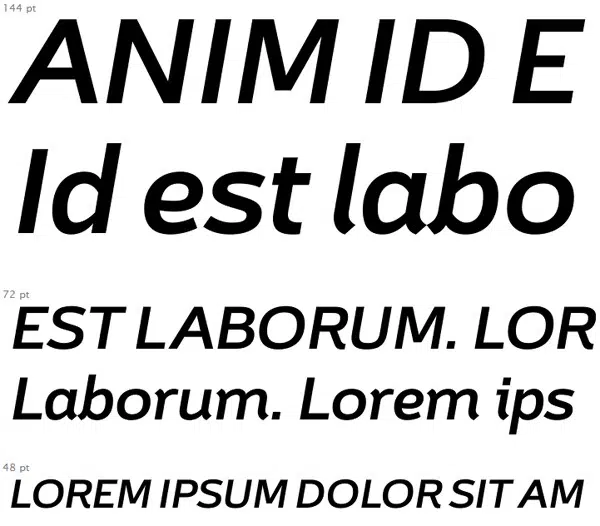 144 pt
ANIM ID E
Id est labo
72 pt
EST LABORUM. LOR
Laborum. Lorem ips
48 pt
LOREM IPSUM DOLOR SIT AM